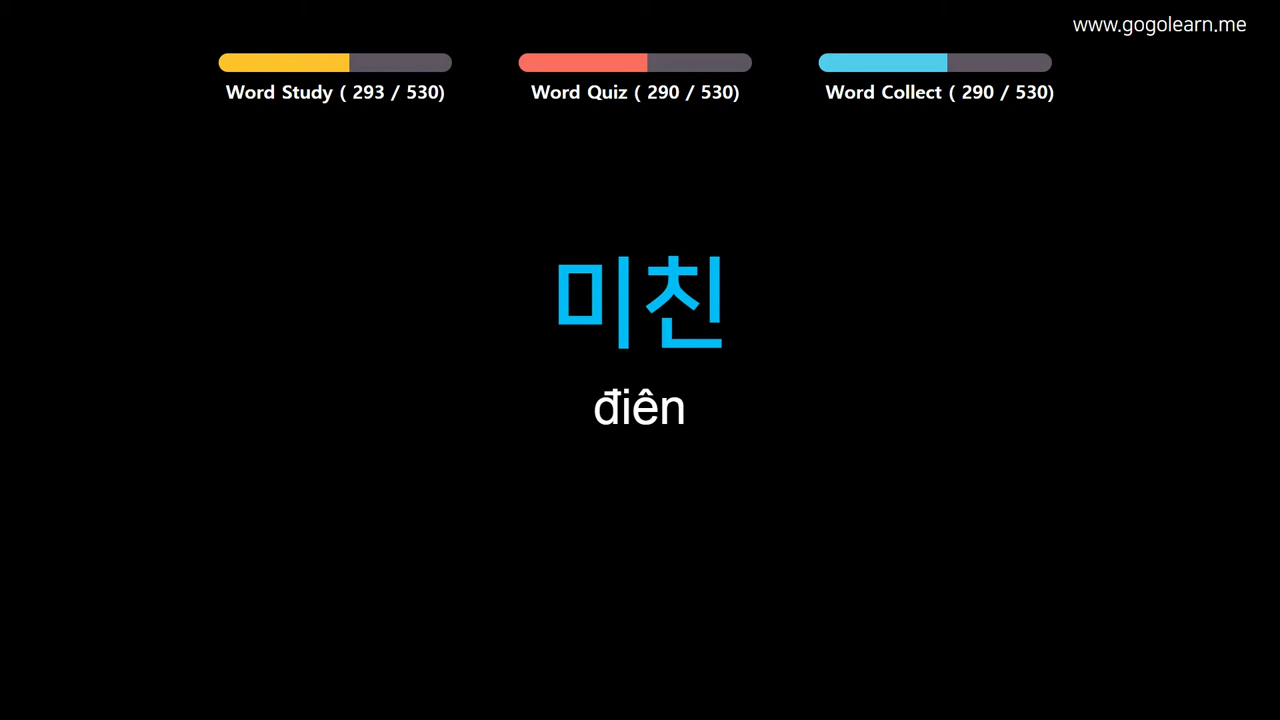 www.gogolearn.me
Word Study ( 293 / 530)
Word Quiz ( 290 / 530)
Word Collect ( 290 / 530)
미친
điên